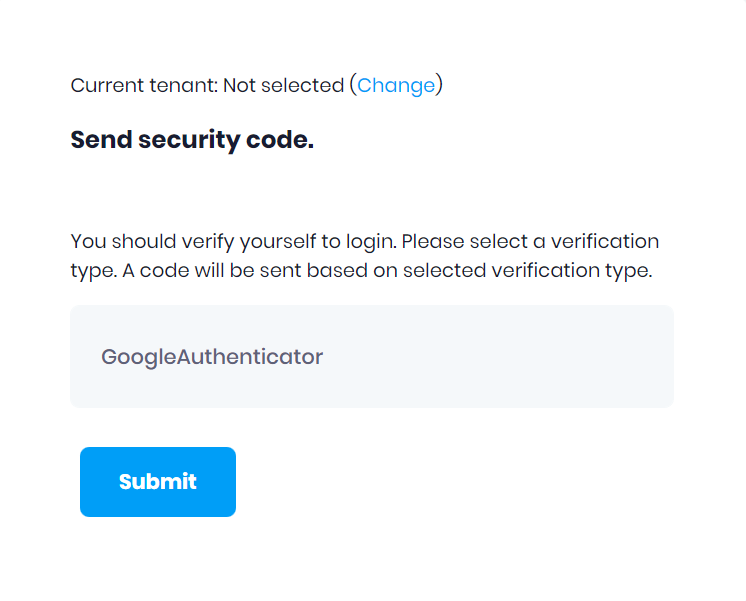 Current tenant: Not selected (Change)
Send security code.
You should verify yourself to login. Please select a verification
type. A code will be sent based on selected verification type.
GoogleAuthenticator
Submit